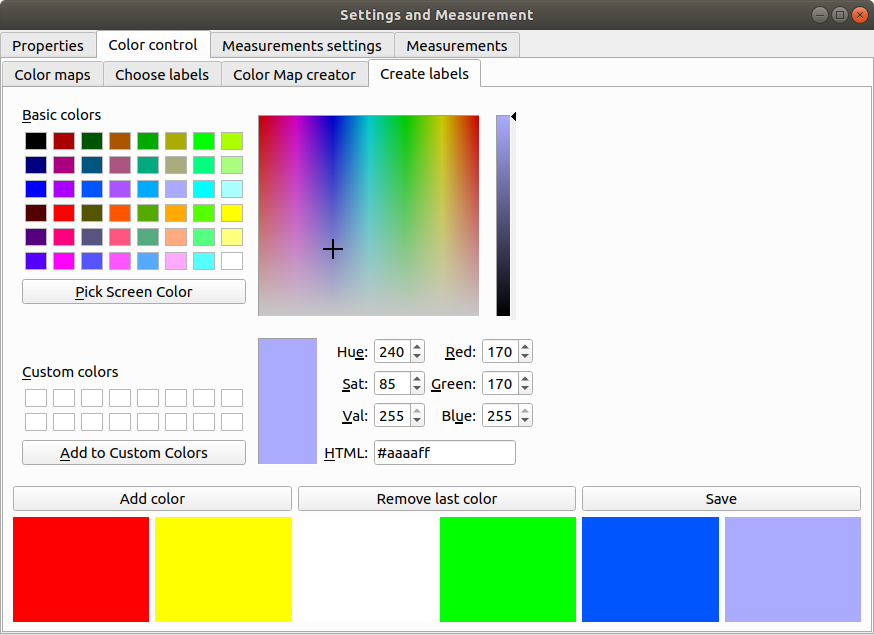 Settings and Measurement
Properties Color control Measurements settings Measurements
Color maps Choose labels Color Map creator Create labels
Basic colors
Pick Screen Color
Custom colors
Add to Custom Colors
Hue: 240 Red: 170
Sat: 85 Green: 170
Val: 255 Blue: 255
HTML: #aaaaff
Add color Remove last color Save